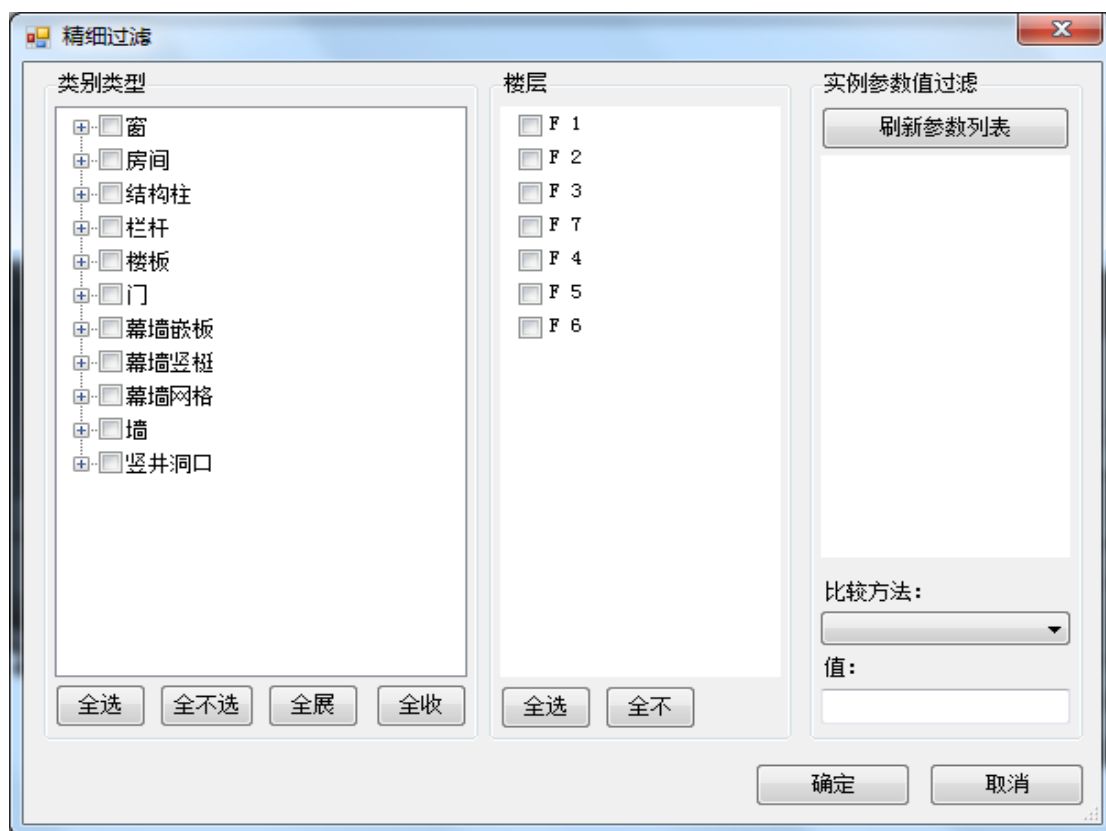 精细过滤
类别类型
窗
房间
结构柱
栏杆
楼板
门
幕墙嵌板
幕墙竖梃
幕墙网格
墙
竖井洞口
全选
全不选
全展
全收
楼层
F 1
F 2
F 3
F 7
F 4
F 5
F 6
全选
全不
实例参数值过滤
刷新参数列表
比较方法:
值:
确定
取消